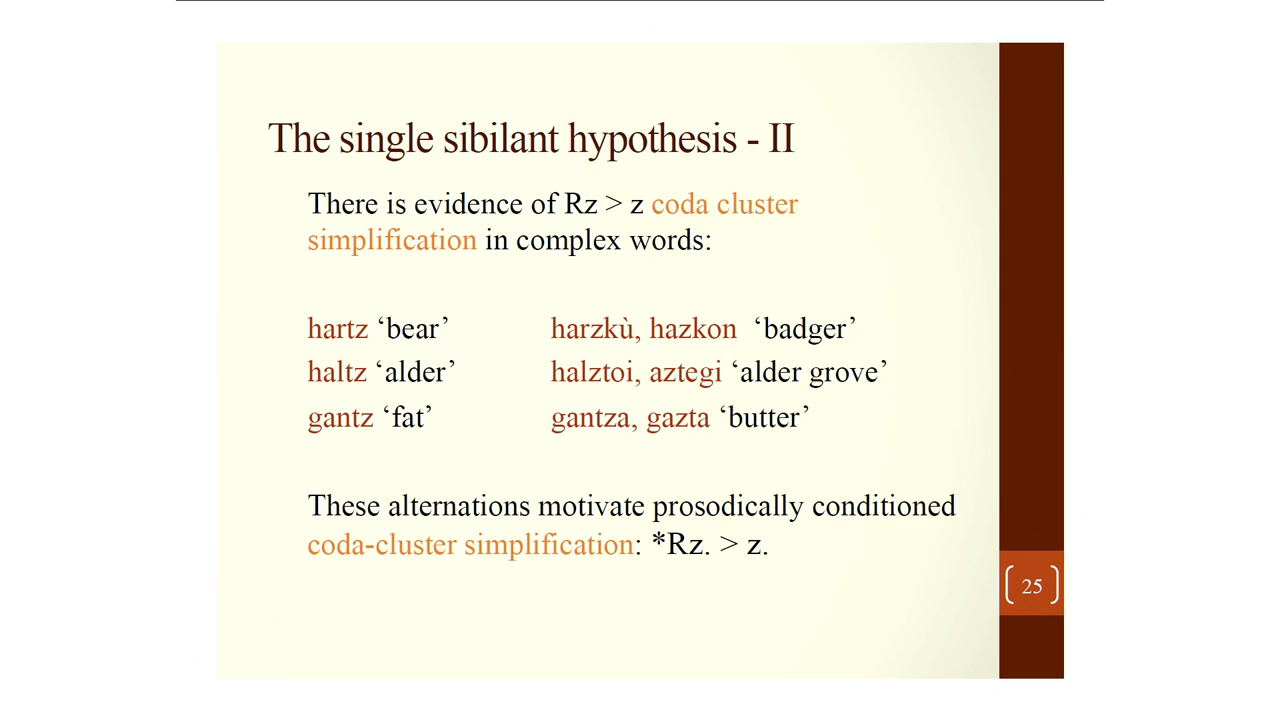 The single sibilant hypothesis - II
There is evidence of Rz > z coda cluster
simplification in complex words:
hartz ‘bear’ harzkù, hazkon ‘badger’
haltz ‘alder’ halztoi, aztegi ‘alder grove’
gantz ‘fat’ gantza, gazta ‘butter’
These alternations motivate prosodically conditioned
coda-cluster simplification: *Rz. > z.
25